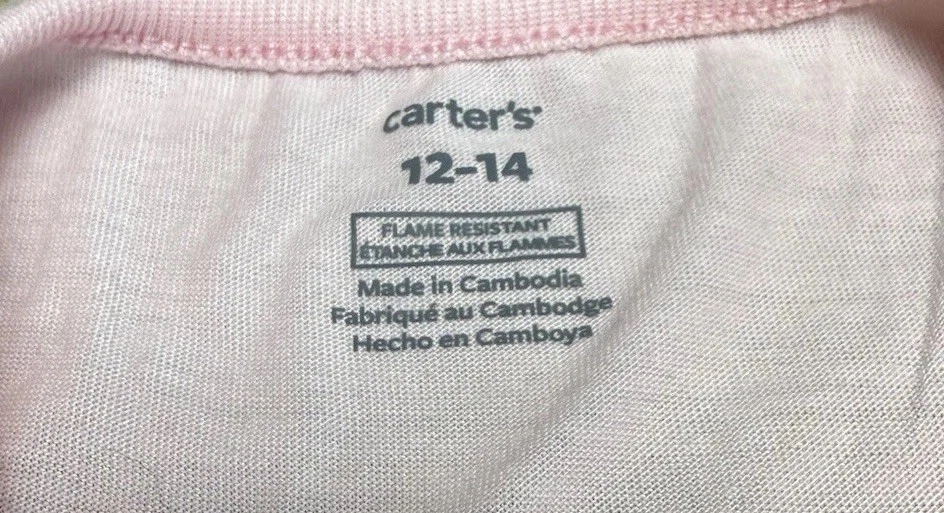 carter's
12-14
FLAME RESISTANT
ÉTANCHE AUX FLAMMES
Made in Cambodia
Fabriqué au Cambodge
Hecho en Camboya